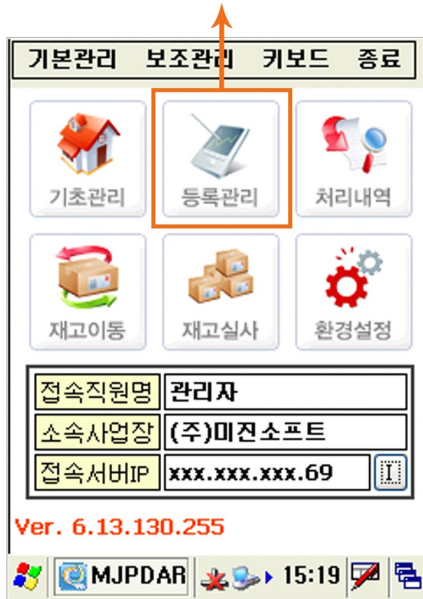 기본관리 보조관리 키보드 종료
기초관리 등록관리 처리내역
재고이동 재고실사 환경설정
접속직원명 관리자
소속사업장 (주)미진소프트
접속서버IP xxx.xxx.xxx.69
Ver. 6.13.130.255
MJPDAR 15:19